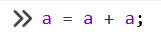 >> a = a + a;